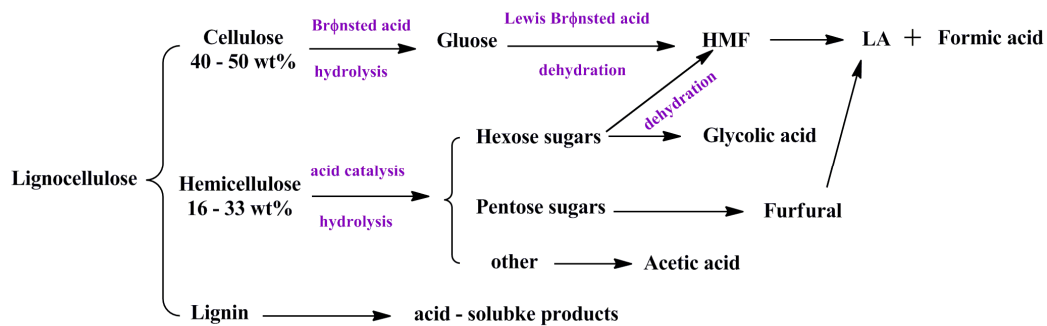 Brϕnsted acid
Lewis Brϕnsted acid
Cellulose
40 - 50 wt%
hydrolysis
Gluose
dehydration
HMF
LA + Formic acid
dehydration
Hexose sugars
Glycolic acid
Lignocellulose
Hemicellulose
16 - 33 wt%
acid catalysis
hydrolysis
Pentose sugars
Furfural
other
Acetic acid
Lignin
acid - solubke products